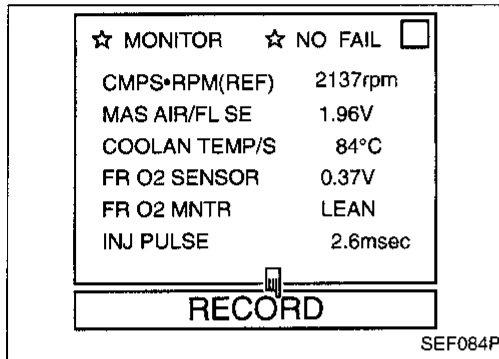 ☆ MONITOR ☆ NO FAIL
CMPS•RPM(REF) 2137rpm
MAS AIR/FL SE 1.96V
COOLAN TEMP/S 84°C
FR O2 SENSOR 0.37V
FR O2 MNTR LEAN
INJ PULSE 2.6msec
RECORD
SEF084P